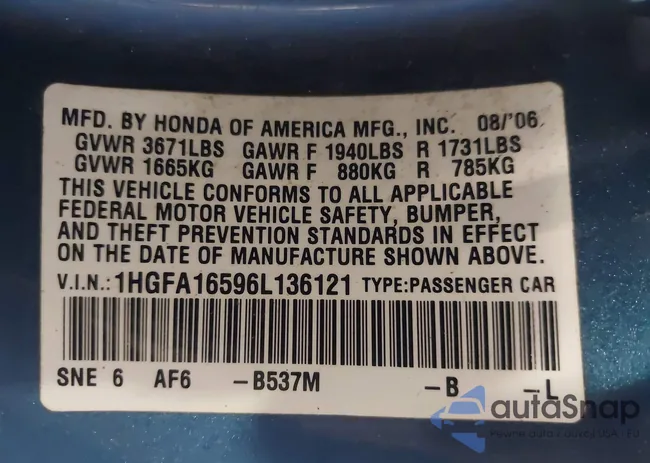 MFD. BY HONDA OF AMERICA MFG., INC. 08/'06
GVWR 3671LBS GAWR F 1940LBS R 1731LBS
GVWR 1665KG GAWR F 880KG R 785KG
THIS VEHICLE CONFORMS TO ALL APPLICABLE
FEDERAL MOTOR VEHICLE SAFETY, BUMPER,
AND THEFT PREVENTION STANDARDS IN EFFECT
ON THE DATE OF MANUFACTURE SHOWN ABOVE.
V.I.N.: 1HGFA16596L136121 TYPE:PASSENGER CAR
SNE 6 AF6 -B537M -B -L
autoSnap